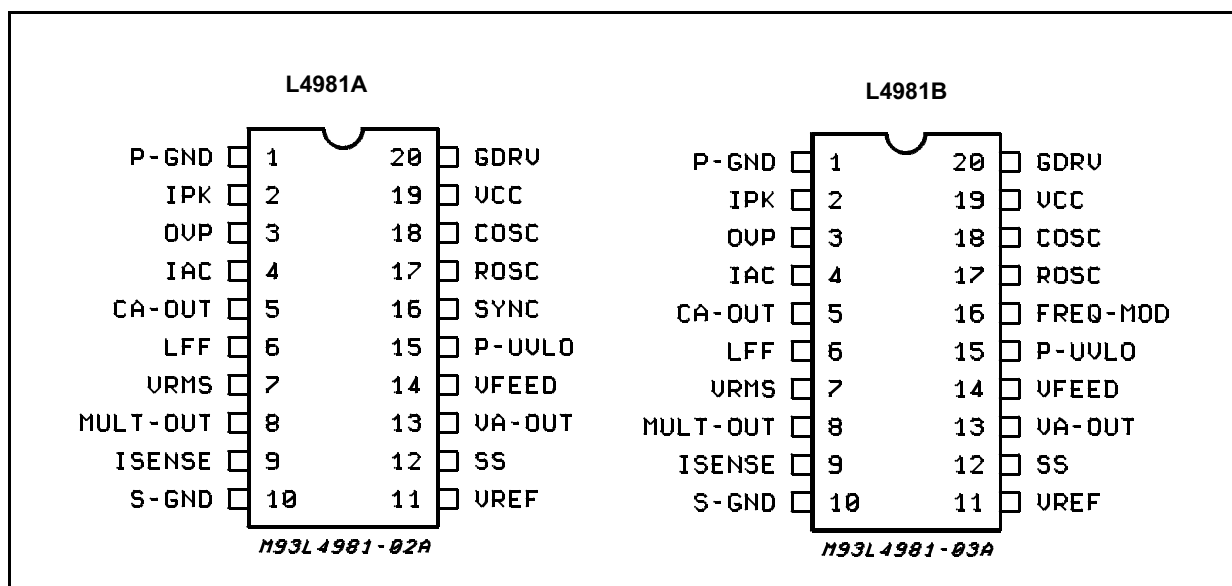 L4981A
P-GND 1 20 GDRV
IPK 2 19 VCC
OVP 3 18 COSC
IAC 4 17 ROSC
CA-OUT 5 16 SYNC
LFF 6 15 P-UVLO
VRMS 7 14 VFEED
MULT-OUT 8 13 VA-OUT
ISENSE 9 12 SS
S-GND 10 11 VREF
M93L4981-02A
L4981B
P-GND 1 20 GDRV
IPK 2 19 VCC
OVP 3 18 COSC
IAC 4 17 ROSC
CA-OUT 5 16 FREQ-MOD
LFF 6 15 P-UVLO
VRMS 7 14 VFEED
MULT-OUT 8 13 VA-OUT
ISENSE 9 12 SS
S-GND 10 11 VREF
M93L4981-03A